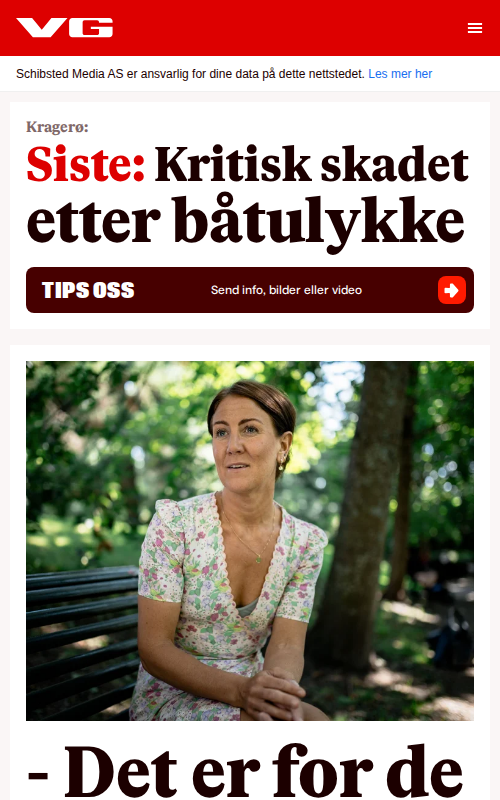 VG
Schibsted Media AS er ansvarlig for dine data på dette nettstedet. Les mer her
Kragerø:
Siste: Kritisk skadet
etter båtulykke
TIPS OSS
Send info, bilder eller video
- Det er for de